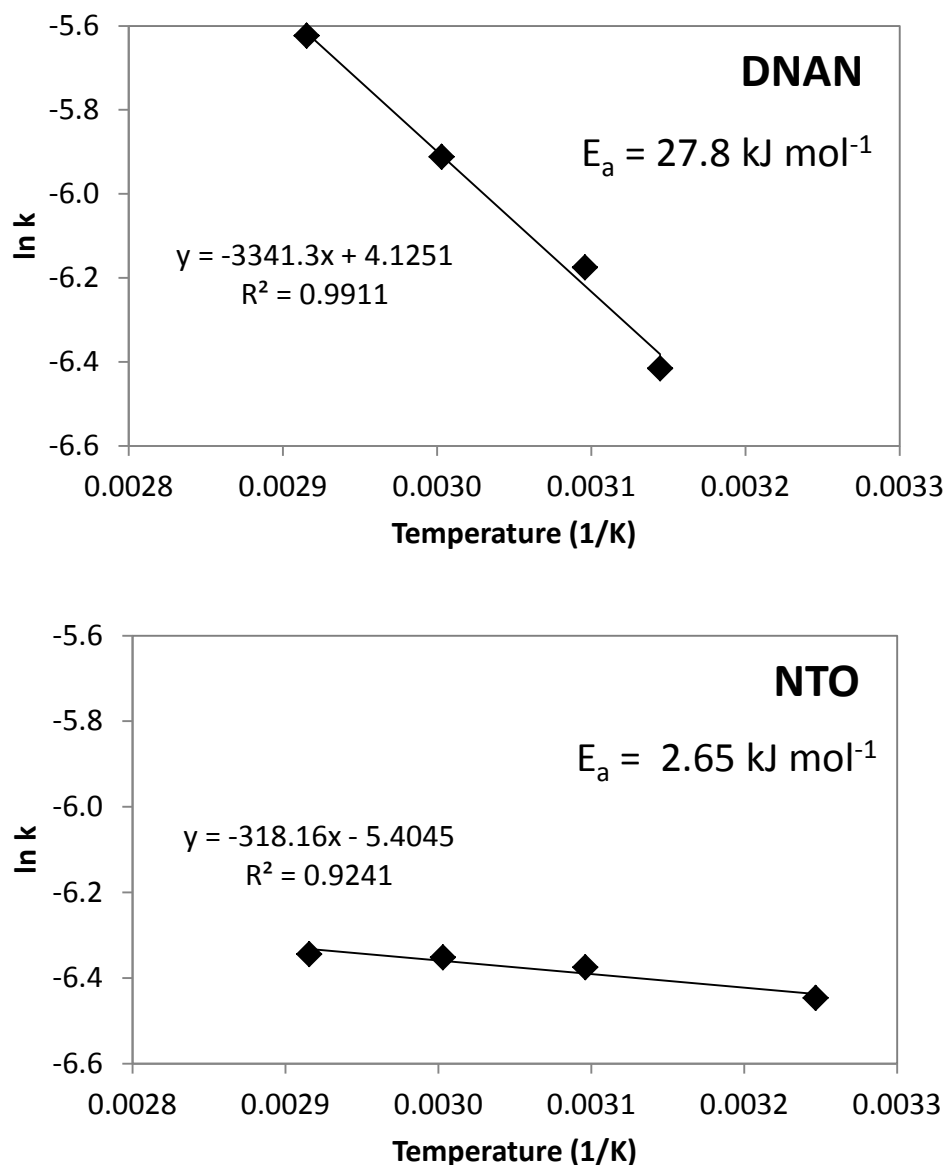 -5.6
DNAN
-5.8
E_a = 27.8 kJ mol⁻¹
-6.0
ln k
y = -3341.3x + 4.1251
-6.2
R² = 0.9911
-6.4
-6.6
0.0028 0.0029 0.0030 0.0031 0.0032 0.0033
Temperature (1/K)
-5.6
NTO
-5.8
E_a = 2.65 kJ mol⁻¹
-6.0
y = -318.16x - 5.4045
ln k
R² = 0.9241
-6.2
-6.4
-6.6
0.0028 0.0029 0.0030 0.0031 0.0032 0.0033
Temperature (1/K)